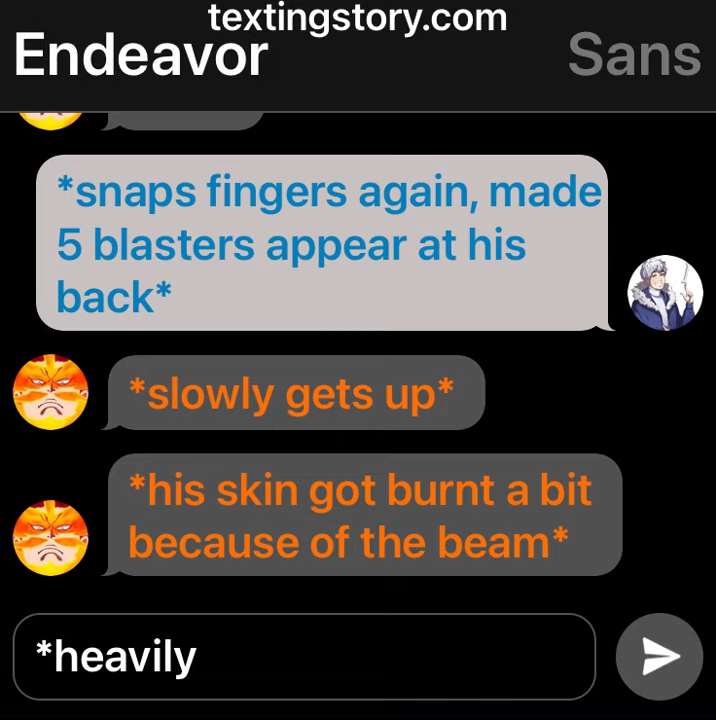 textingstory.com
Endeavor
Sans
*snaps fingers again, made
5 blasters appear at his
back*
*slowly gets up*
*his skin got burnt a bit
because of the beam*
*heavily